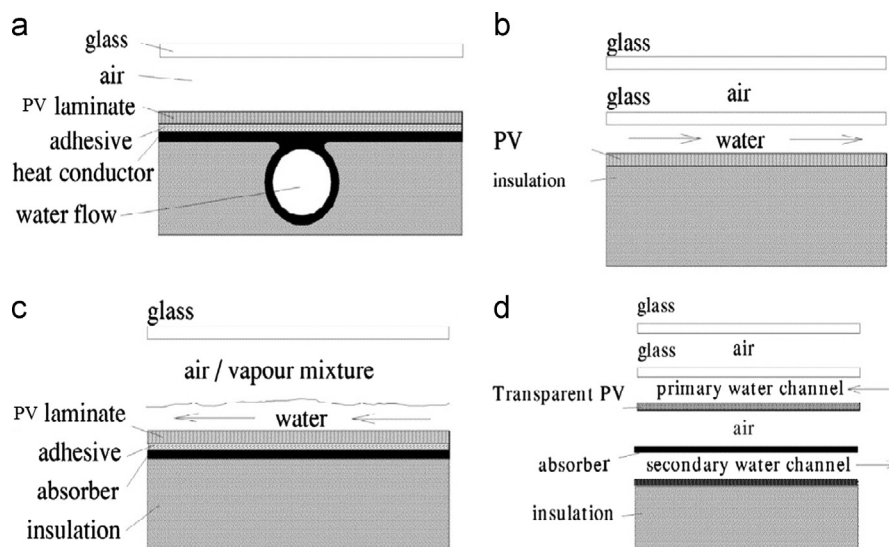 a
glass
air
PV laminate
adhesive
heat conductor
water flow
b
glass
glass
air
water
PV
insulation
c
glass
air / vapour mixture
water
PV laminate
adhesive
absorber
insulation
d
glass
glass
air
primary water channel
Transparent PV
air
absorber
secondary water channel
insulation